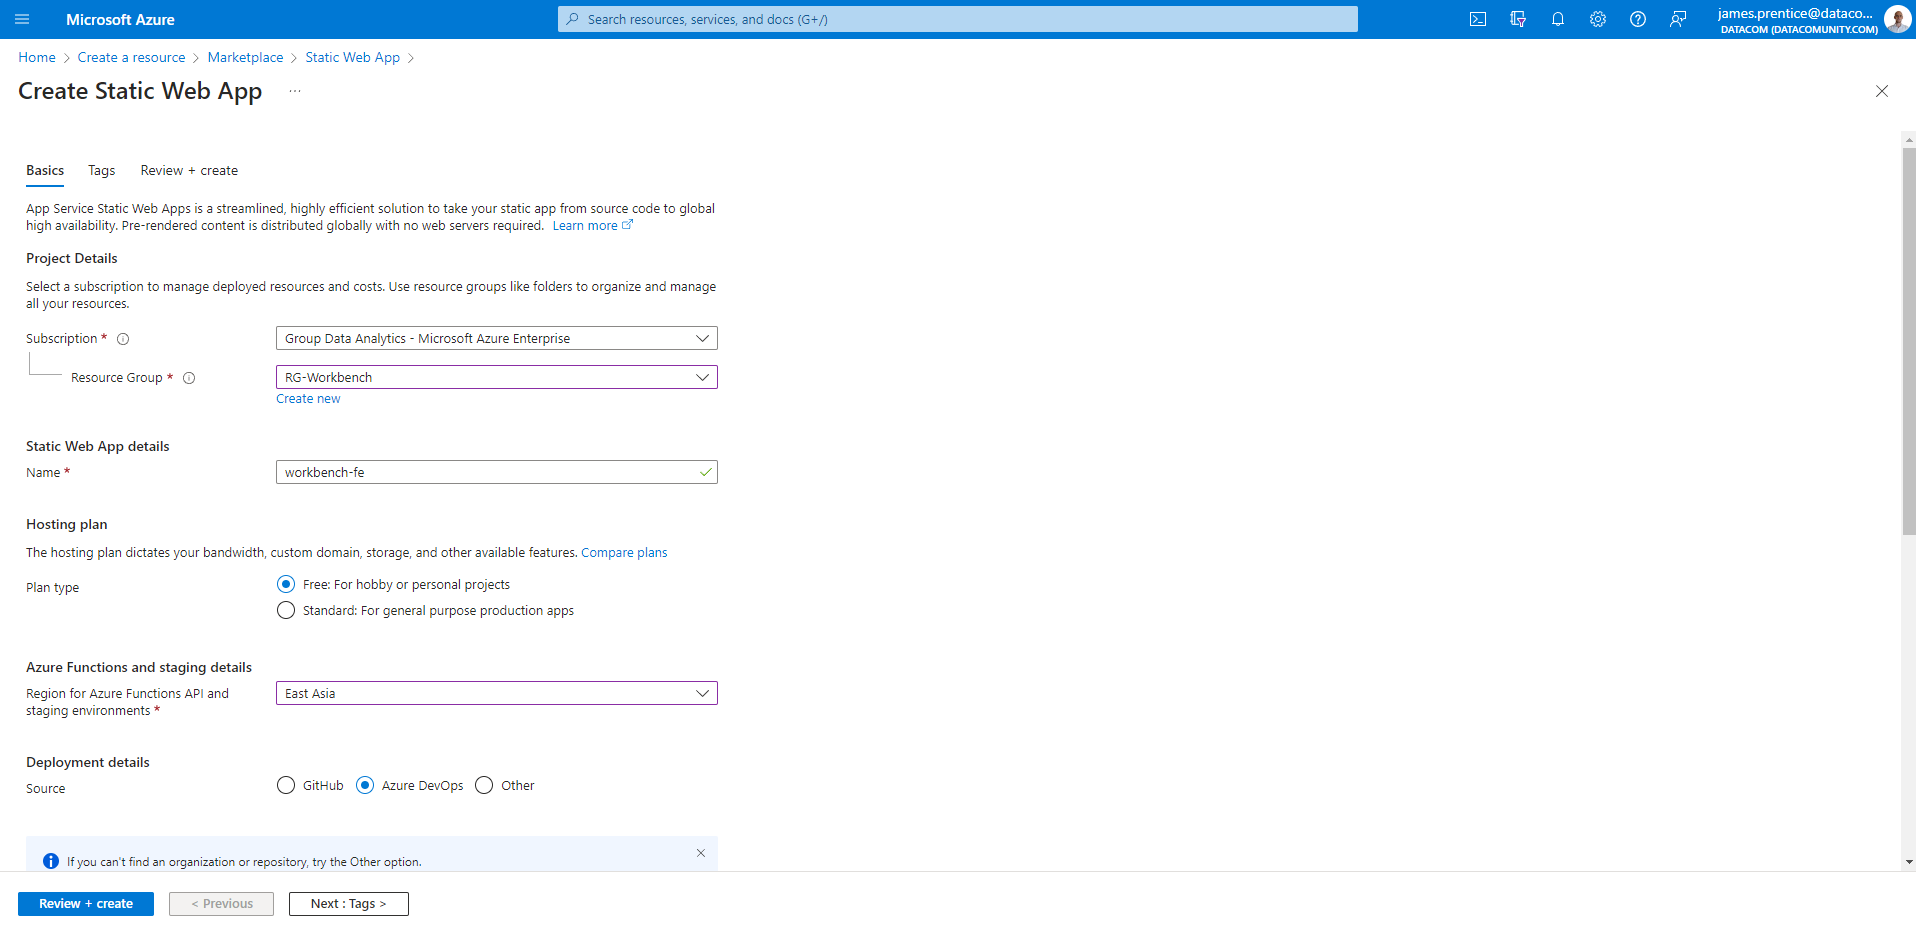 Microsoft Azure
Search resources, services, and docs (G+/)
james.prentice@dataco...
DATACOM (DATACOMUNITY.COM)
Home > Create a resource > Marketplace > Static Web App >
Create Static Web App ...
Basics Tags Review + create
App Service Static Web Apps is a streamlined, highly efficient solution to take your static app from source code to global
high availability. Pre-rendered content is distributed globally with no web servers required. Learn more
Project Details
Select a subscription to manage deployed resources and costs. Use resource groups like folders to organize and manage
all your resources.
Subscription * Group Data Analytics - Microsoft Azure Enterprise
Resource Group * RG-Workbench
Create new
Static Web App details
Name * workbench-fe
Hosting plan
The hosting plan dictates your bandwidth, custom domain, storage, and other available features. Compare plans
Plan type
Free: For hobby or personal projects
Standard: For general purpose production apps
Azure Functions and staging details
Region for Azure Functions API and
staging environments *
East Asia
Deployment details
Source GitHub Azure DevOps Other
If you can't find an organization or repository, try the Other option.
Review + create < Previous Next : Tags >